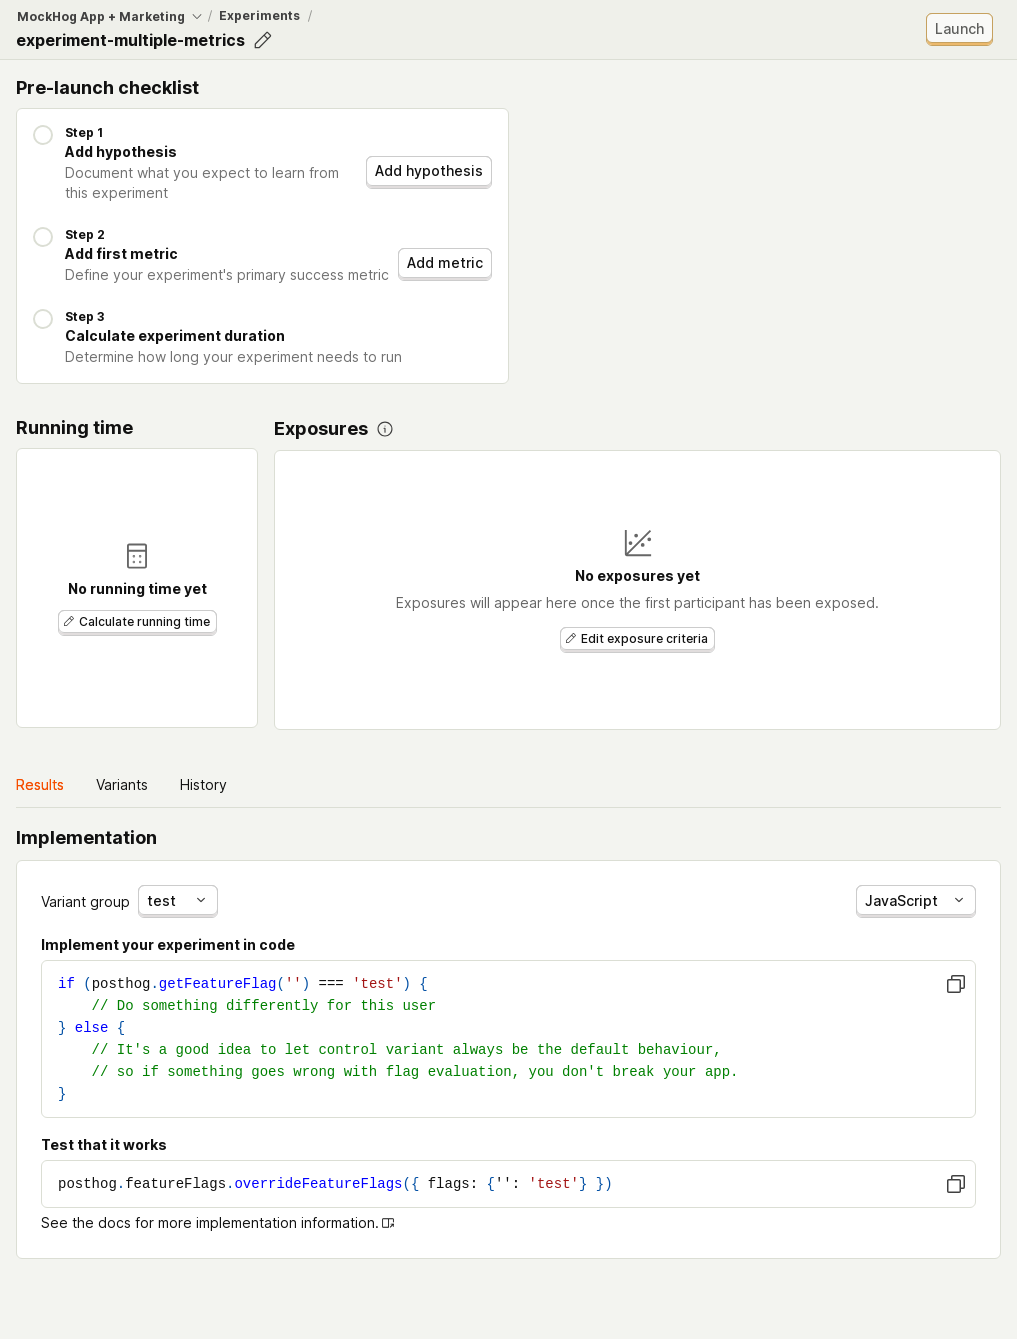 MockHog App + Marketing / Experiments /
experiment-multiple-metrics
Launch
Pre-launch checklist
Step 1
Add hypothesis
Document what you expect to learn from
this experiment
Add hypothesis
Step 2
Add first metric
Define your experiment's primary success metric
Add metric
Step 3
Calculate experiment duration
Determine how long your experiment needs to run
Running time
No running time yet
Calculate running time
Exposures
No exposures yet
Exposures will appear here once the first participant has been exposed.
Edit exposure criteria
Results Variants History
Implementation
Variant group test JavaScript
Implement your experiment in code
if (posthog.getFeatureFlag('') === 'test') {
    // Do something differently for this user
} else {
    // It's a good idea to let control variant always be the default behaviour,
    // so if something goes wrong with flag evaluation, you don't break your app.
}
Test that it works
posthog.featureFlags.overrideFeatureFlags({ flags: {'': 'test'} })
See the docs for more implementation information.